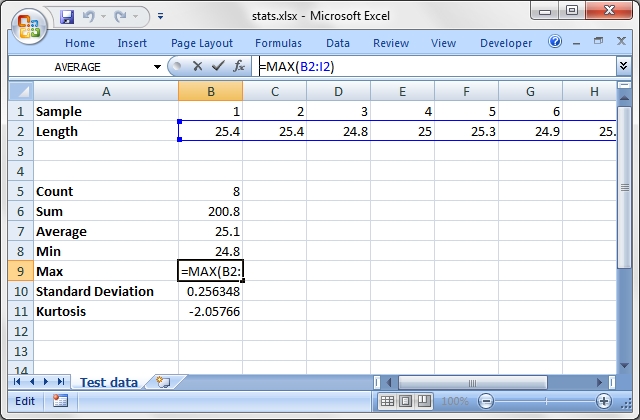 stats.xlsx - Microsoft Excel
Home Insert Page Layout Formulas Data Review View Developer
AVERAGE fx =MAX(B2:I2)
A B C D E F G H
1 Sample 1 2 3 4 5 6
2 Length 25.4 25.4 24.8 25 25.3 24.9 25.
3
4
5 Count 8
6 Sum 200.8
7 Average 25.1
8 Min 24.8
9 Max =MAX(B2:
10 Standard Deviation 0.256348
11 Kurtosis -2.05766
12
13
14
Test data
Edit 100%